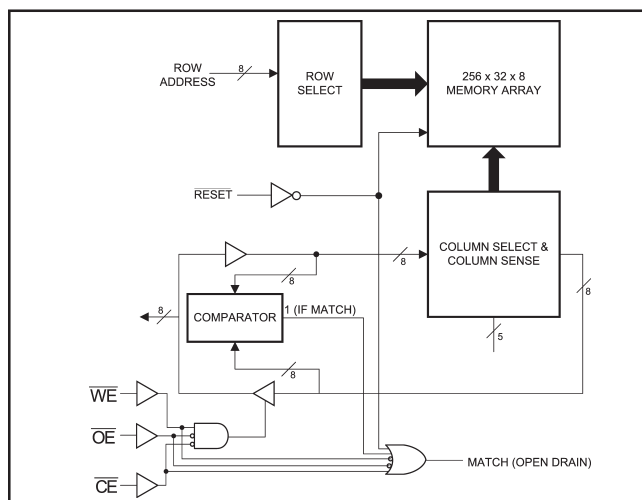 ROW
ADDRESS
8
ROW
SELECT
256 x 32 x 8
MEMORY ARRAY
RESET
8
COLUMN SELECT &
COLUMN SENSE
8
8
8
COMPARATOR
1 (IF MATCH)
5
8
WE
OE
CE
MATCH (OPEN DRAIN)